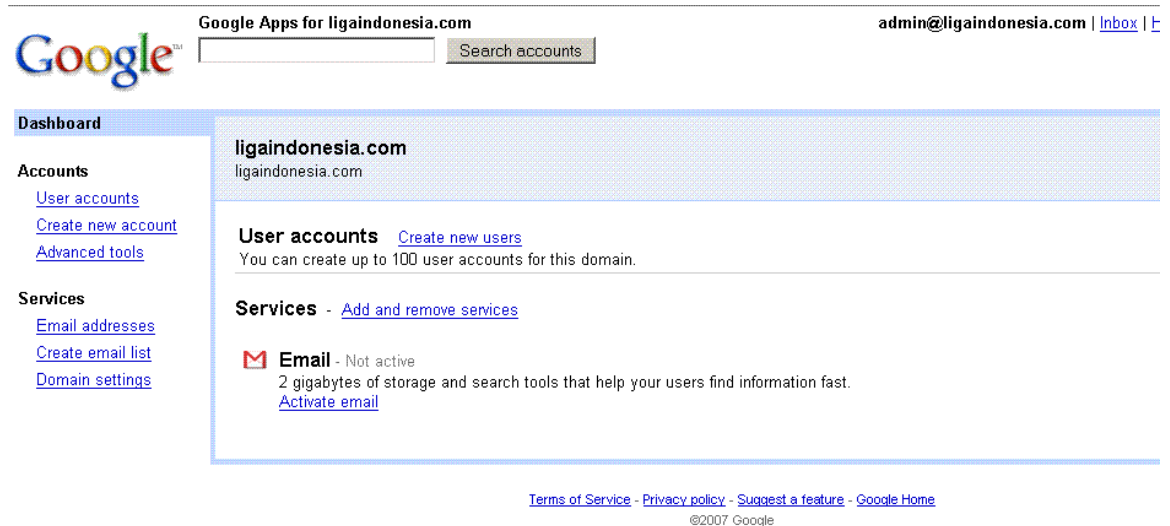 Google Apps for ligaindonesia.com
admin@ligaindonesia.com | Inbox | H
Google™
Search accounts
Dashboard
Accounts
User accounts
Create new account
Advanced tools
Services
Email addresses
Create email list
Domain settings
ligaindonesia.com
ligaindonesia.com
User accounts Create new users
You can create up to 100 user accounts for this domain.
Services - Add and remove services
Email - Not active
2 gigabytes of storage and search tools that help your users find information fast.
Activate email
Terms of Service - Privacy policy - Suggest a feature - Google Home
©2007 Google